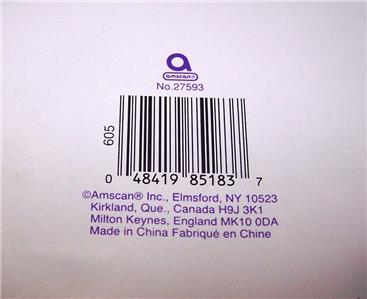 a
amscan®
No.27593
605
0 48419 85183 7
©Amscan® Inc., Elmsford, NY 10523
Kirkland, Que., Canada H9J 3K1
Milton Keynes, England MK10 0DA
Made in China Fabriqué en Chine